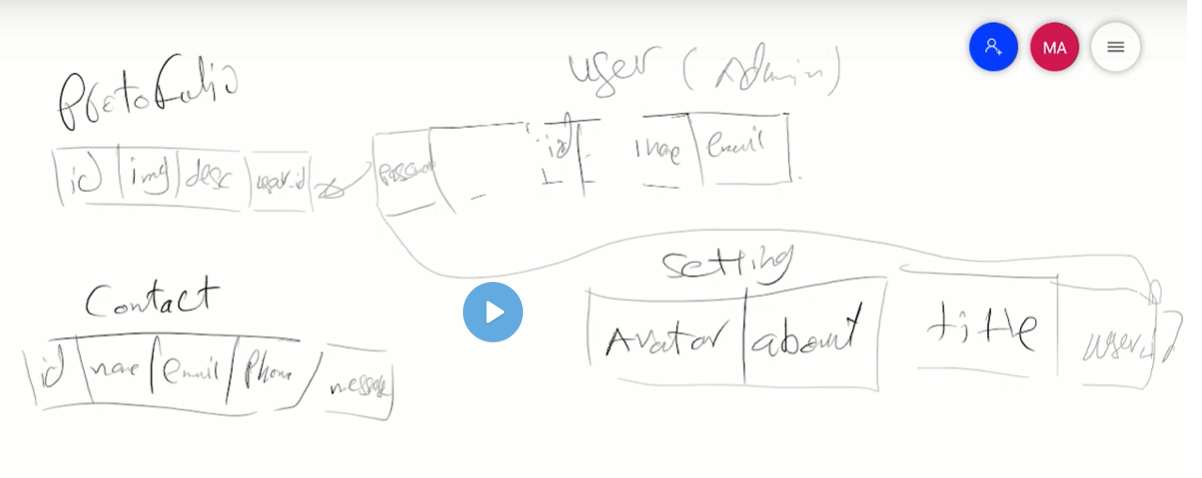 MA
user (Admin)
Protofalio
id img desc user_id
password id name email
Setting
Avatar about title user_id
Contact
id name email phone message